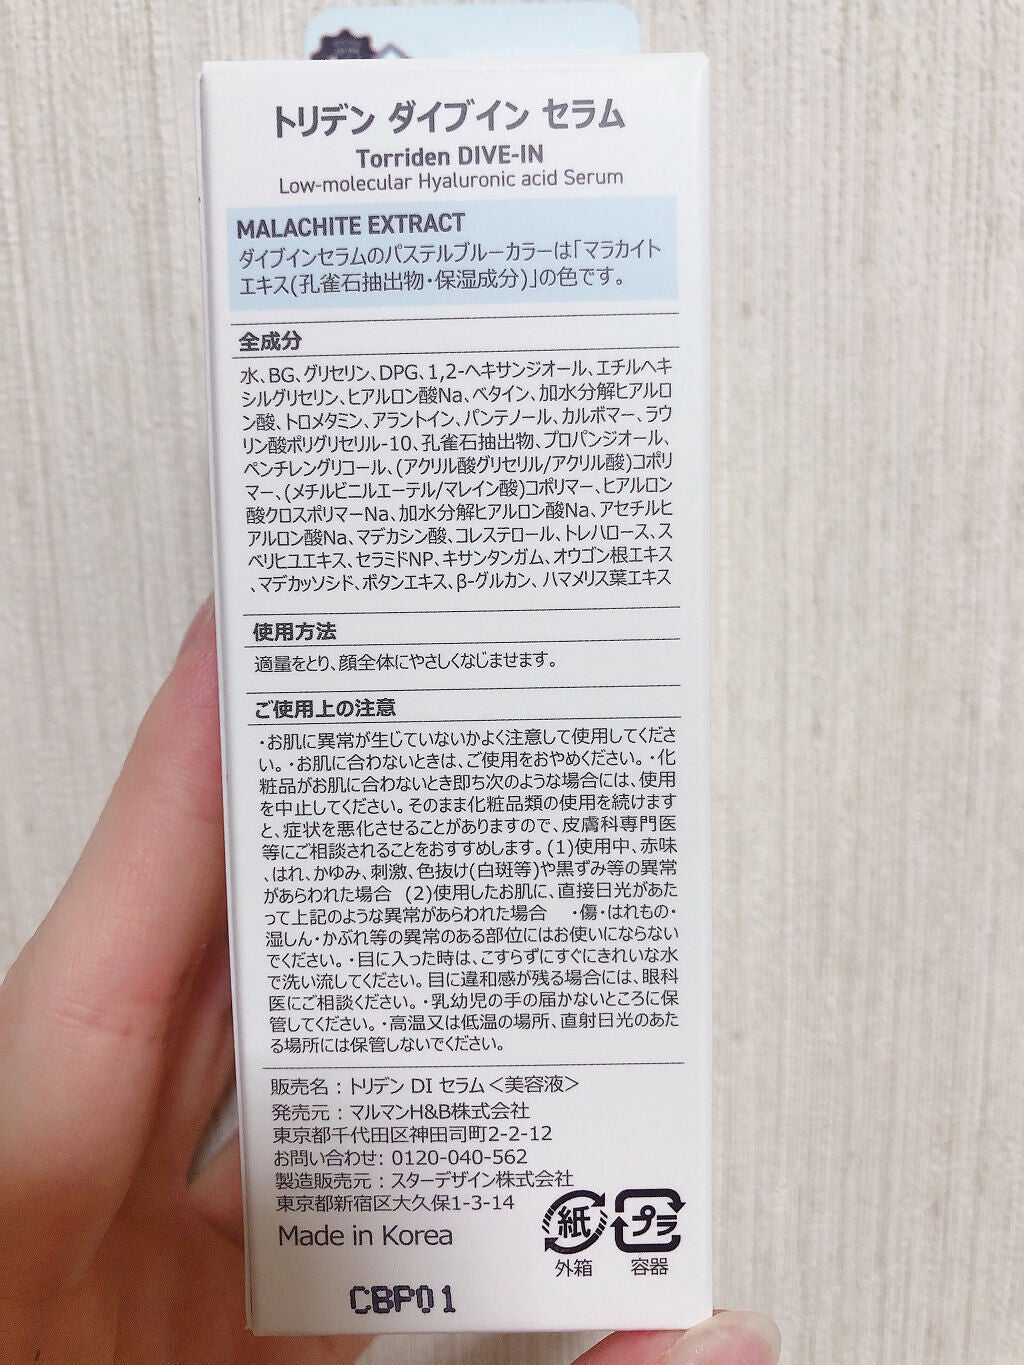 トリデン ダイブイン セラム
Torriden DIVE-IN
Low-molecular Hyaluronic acid Serum
MALACHITE EXTRACT
ダイブインセラムのパステルブルーカラーは「マラカイト
エキス(孔雀石抽出物・保湿成分)」の色です。
全成分
水、BG、グリセリン、DPG、1,2-ヘキサンジオール、エチルヘキ
シルグリセリン、ヒアルロン酸Na、ベタイン、加水分解ヒアルロ
ン酸、トロメタミン、アラントイン、パンテノール、カルボマー、ラウ
リン酸ポリグリセリル-10、孔雀石抽出物、プロパンジオール、
ペンチレングリコール、(アクリル酸グリセリル/アクリル酸)コポリ
マー、(メチルビニルエーテル/マレイン酸)コポリマー、ヒアルロン
酸クロスポリマーNa、加水分解ヒアルロン酸Na、アセチルヒ
アルロン酸Na、マデカシン酸、コレステロール、トレハロース、ス
ベリヒユエキス、セラミドNP、キサンタンガム、オウゴン根エキス
、マデカッソシド、ボタンエキス、β-グルカン、ハマメリス葉エキス
使用方法
適量をとり、顔全体にやさしくなじませます。
ご使用上の注意
・お肌に異常が生じていないかよく注意して使用してくださ
い。・お肌に合わないときは、ご使用をおやめください。・化
粧品がお肌に合わないとき即ち次のような場合には、使用
を中止してください。そのまま化粧品類の使用を続けます
と、症状を悪化させることがありますので、皮膚科専門医
等にご相談されることをおすすめします。(1)使用中、赤味
、はれ、かゆみ、刺激、色抜け(白斑等)や黒ずみ等の異常
があらわれた場合 (2)使用したお肌に、直接日光があた
って上記のような異常があらわれた場合 ・傷・はれもの・
湿しん・かぶれ等の異常のある部位にはお使いにならない
でください。・目に入った時は、こすらずにすぐにきれいな水
で洗い流してください。目に違和感が残る場合には、眼科
医にご相談ください。・乳幼児の手の届かないところに保
管してください。・高温又は低温の場所、直射日光のあた
る場所には保管しないでください。
販売名：トリデン DI セラム＜美容液＞
発売元：マルマンH&B株式会社
東京都千代田区神田司町2-2-12
お問い合わせ: 0120-040-562
製造販売元：スターデザイン株式会社
東京都新宿区大久保1-3-14
Made in Korea
紙
外箱
プラ
容器
CBP01